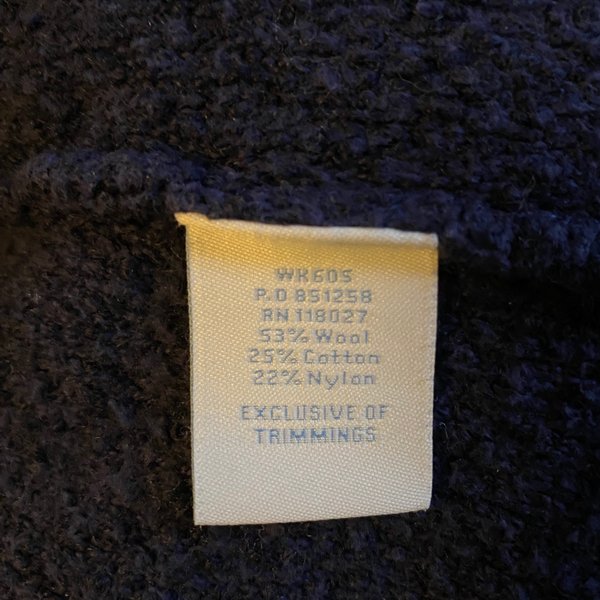 WK605
P.O 851258
RN 118027
53% Wool
25% Cotton
22% Nylon
EXCLUSIVE OF
TRIMMINGS